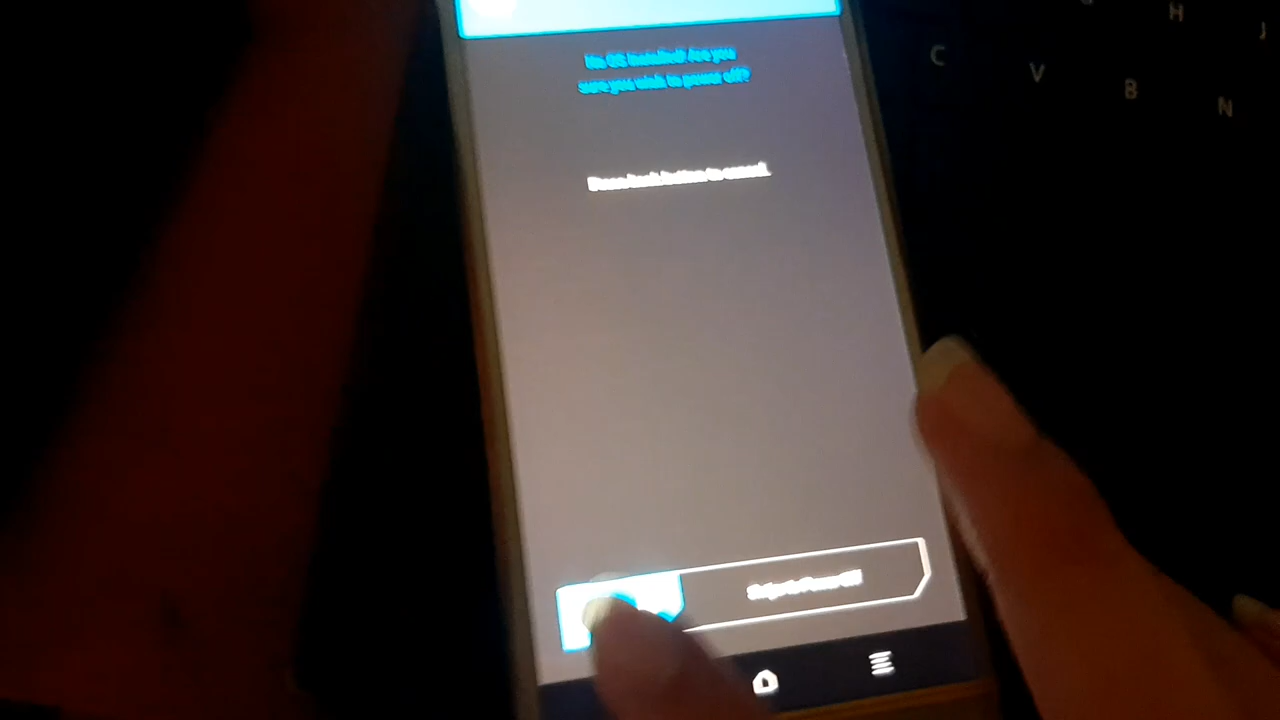 H
J
C
V
B
N
No OS Installed! Are you
sure you wish to power off?
Press back button to cancel.
Swipe to Power Off